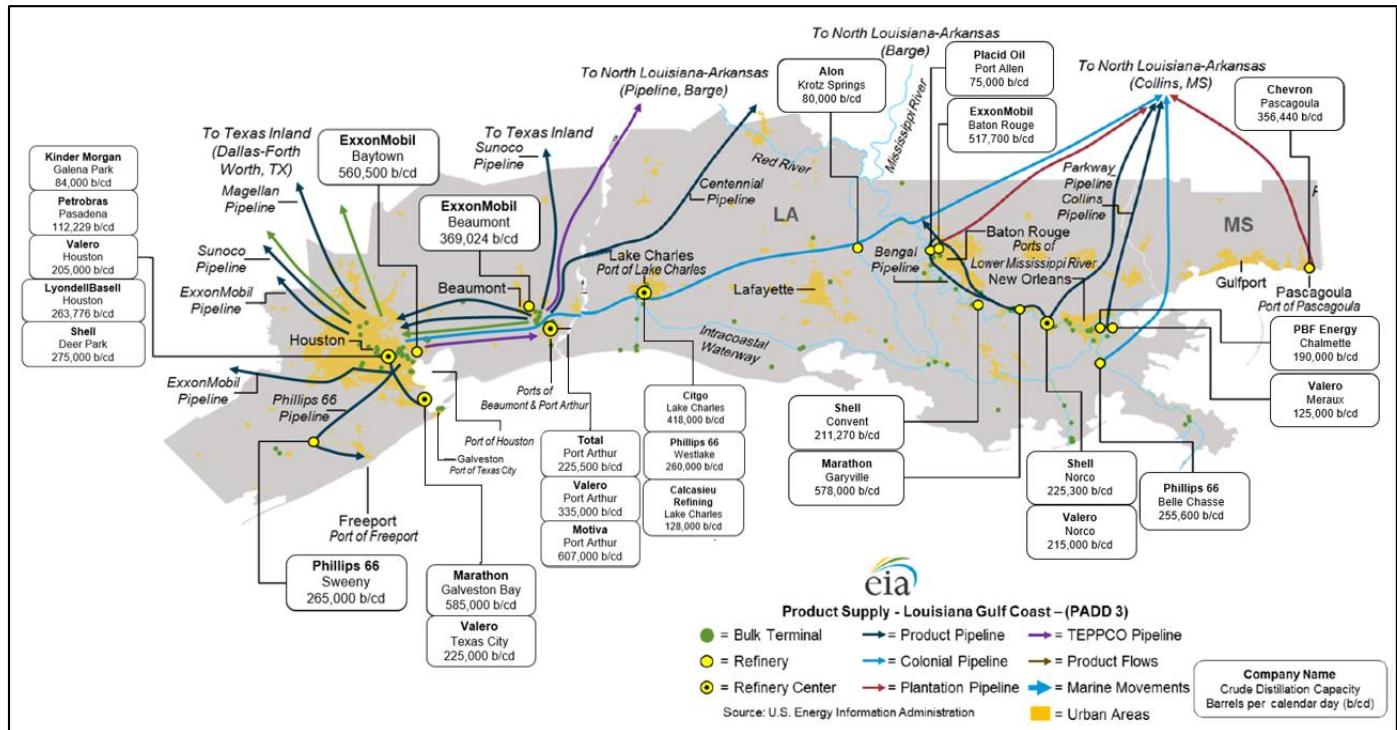 To North Louisiana-Arkansas
(Barge)
To North Louisiana-Arkansas
(Pipeline, Barge)
Alon
Krotz Springs
80,000 b/cd
Mississippi River
Placid Oil
Port Allen
75,000 b/cd
ExxonMobil
Baton Rouge
517,700 b/cd
To North Louisiana-Arkansas
(Collins, MS)
Chevron
Pascagoula
356,440 b/cd
To Texas Inland
(Dallas-Forth
Worth, TX)
Magellan
Pipeline
Sunoco
Pipeline
ExxonMobil
Pipeline
Kinder Morgan
Galena Park
84,000 b/cd
Petrobras
Pasadena
112,229 b/cd
Valero
Houston
205,000 b/cd
LyondellBasell
Houston
263,776 b/cd
Shell
Deer Park
275,000 b/cd
ExxonMobil
Baytown
560,500 b/cd
ExxonMobil
Beaumont
369,024 b/cd
To Texas Inland
Sunoco
Pipeline
Centennial
Pipeline
Red River
LA
MS
Parkway
Pipeline
Collins
Pipeline
Beaumont
Lake Charles
Port of Lake Charles
Lafayette
Bengal
Pipeline
Baton Rouge
Ports of
Lower Mississippi River
New Orleans
Gulfport
Pascagoula
Port of Pascagoula
Houston
ExxonMobil
Pipeline
Phillips 66
Pipeline
Intracoastal
Waterway
Ports of
Beaumont & Port Arthur
Port of Houston
Galveston
Port of Texas City
Freeport
Port of Freeport
Phillips 66
Sweeny
265,000 b/cd
Marathon
Galveston Bay
585,000 b/cd
Valero
Texas City
225,000 b/cd
Total
Port Arthur
225,500 b/cd
Valero
Port Arthur
335,000 b/cd
Motiva
Port Arthur
607,000 b/cd
Citgo
Lake Charles
418,000 b/cd
Phillips 66
Westlake
260,000 b/cd
Calcasieu
Refining
Lake Charles
128,000 b/cd
Shell
Convent
211,270 b/cd
Marathon
Garyville
578,000 b/cd
Shell
Norco
225,300 b/cd
Valero
Norco
215,000 b/cd
Phillips 66
Belle Chasse
255,600 b/cd
PBF Energy
Chalmette
190,000 b/cd
Valero
Meraux
125,000 b/cd
eia
Product Supply - Louisiana Gulf Coast – (PADD 3)
= Bulk Terminal
= Product Pipeline
= TEPPCO Pipeline
= Refinery
= Colonial Pipeline
= Product Flows
= Refinery Center
= Plantation Pipeline
= Marine Movements
Source: U.S. Energy Information Administration
= Urban Areas
Company Name
Crude Distillation Capacity
Barrels per calendar day (b/cd)